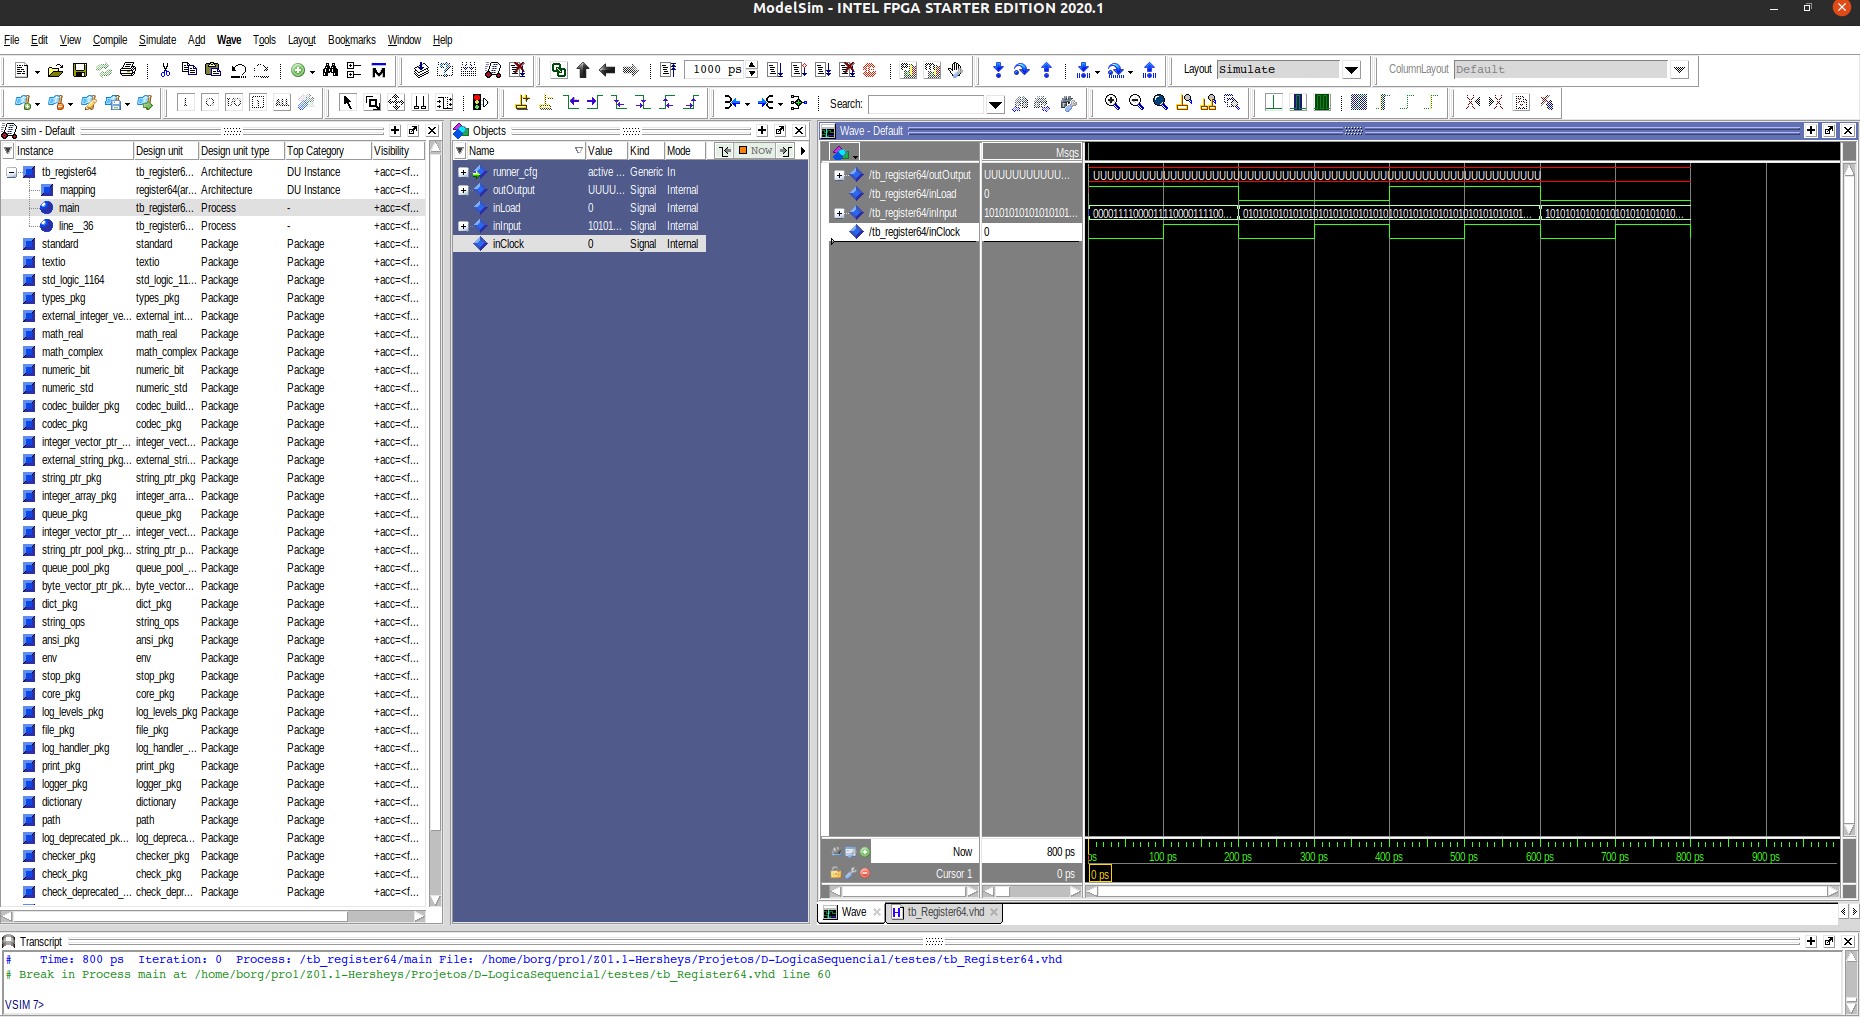 ModelSim - INTEL FPGA STARTER EDITION 2020.1
File Edit View Compile Simulate Add Wave Tools Layout Bookmarks Window Help
1000 ps
Layout Simulate
ColumnLayout Default
Search:
sim - Default
Instance Design unit Design unit type Top Category Visibility
tb_register64 tb_register6... Architecture DU Instance +acc=<f...
mapping register64(ar... Architecture DU Instance +acc=<f...
main tb_register6... Process - +acc=<f...
line__36 tb_register6... Process - +acc=<f...
standard standard Package Package +acc=<f...
textio textio Package Package +acc=<f...
std_logic_1164 std_logic_11... Package Package +acc=<f...
types_pkg types_pkg Package Package +acc=<f...
external_integer_ve... external_int... Package Package +acc=<f...
math_real math_real Package Package +acc=<f...
math_complex math_complex Package Package +acc=<f...
numeric_bit numeric_bit Package Package +acc=<f...
numeric_std numeric_std Package Package +acc=<f...
codec_builder_pkg codec_build... Package Package +acc=<f...
codec_pkg codec_pkg Package Package +acc=<f...
integer_vector_ptr_... integer_vect... Package Package +acc=<f...
external_string_pkg... external_stri... Package Package +acc=<f...
string_ptr_pkg string_ptr_pkg Package Package +acc=<f...
integer_array_pkg integer_arra... Package Package +acc=<f...
queue_pkg queue_pkg Package Package +acc=<f...
integer_vector_ptr_... integer_vect... Package Package +acc=<f...
string_ptr_pool_pkg... string_ptr_p... Package Package +acc=<f...
queue_pool_pkg queue_pool_... Package Package +acc=<f...
byte_vector_ptr_pk... byte_vector... Package Package +acc=<f...
dict_pkg dict_pkg Package Package +acc=<f...
string_ops string_ops Package Package +acc=<f...
ansi_pkg ansi_pkg Package Package +acc=<f...
env env Package Package +acc=<f...
stop_pkg stop_pkg Package Package +acc=<f...
core_pkg core_pkg Package Package +acc=<f...
log_levels_pkg log_levels_pkg Package Package +acc=<f...
file_pkg file_pkg Package Package +acc=<f...
log_handler_pkg log_handler_... Package Package +acc=<f...
print_pkg print_pkg Package Package +acc=<f...
logger_pkg logger_pkg Package Package +acc=<f...
dictionary dictionary Package Package +acc=<f...
path path Package Package +acc=<f...
log_deprecated_pk... log_depreca... Package Package +acc=<f...
checker_pkg checker_pkg Package Package +acc=<f...
check_pkg check_pkg Package Package +acc=<f...
check_deprecated_... check_depr... Package Package +acc=<f...
Objects
Name Value Kind Mode Now
runner_cfg active ... Generic In
outOutput UUUU... Signal Internal
inLoad 0 Signal Internal
inInput 10101... Signal Internal
inClock 0 Signal Internal
Wave - Default
Msgs
/tb_register64/outOutput UUUUUUUUUUU...
/tb_register64/inLoad 0
/tb_register64/inInput 10101010101010101...
/tb_register64/inClock 0
Now 800 ps
100 ps 200 ps 300 ps 400 ps 500 ps 600 ps 700 ps 800 ps 900 ps
Cursor 1 0 ps
0 ps
Wave tb_Register64.vhd
Transcript
# Time: 800 ps Iteration: 0 Process: /tb_register64/main File: /home/borg/pro1/Z01.1-Hersheys/Projetos/D-LogicaSequencial/testes/tb_Register64.vhd
# Break in Process main at /home/borg/pro1/Z01.1-Hersheys/Projetos/D-LogicaSequencial/testes/tb_Register64.vhd line 60
VSIM 7>